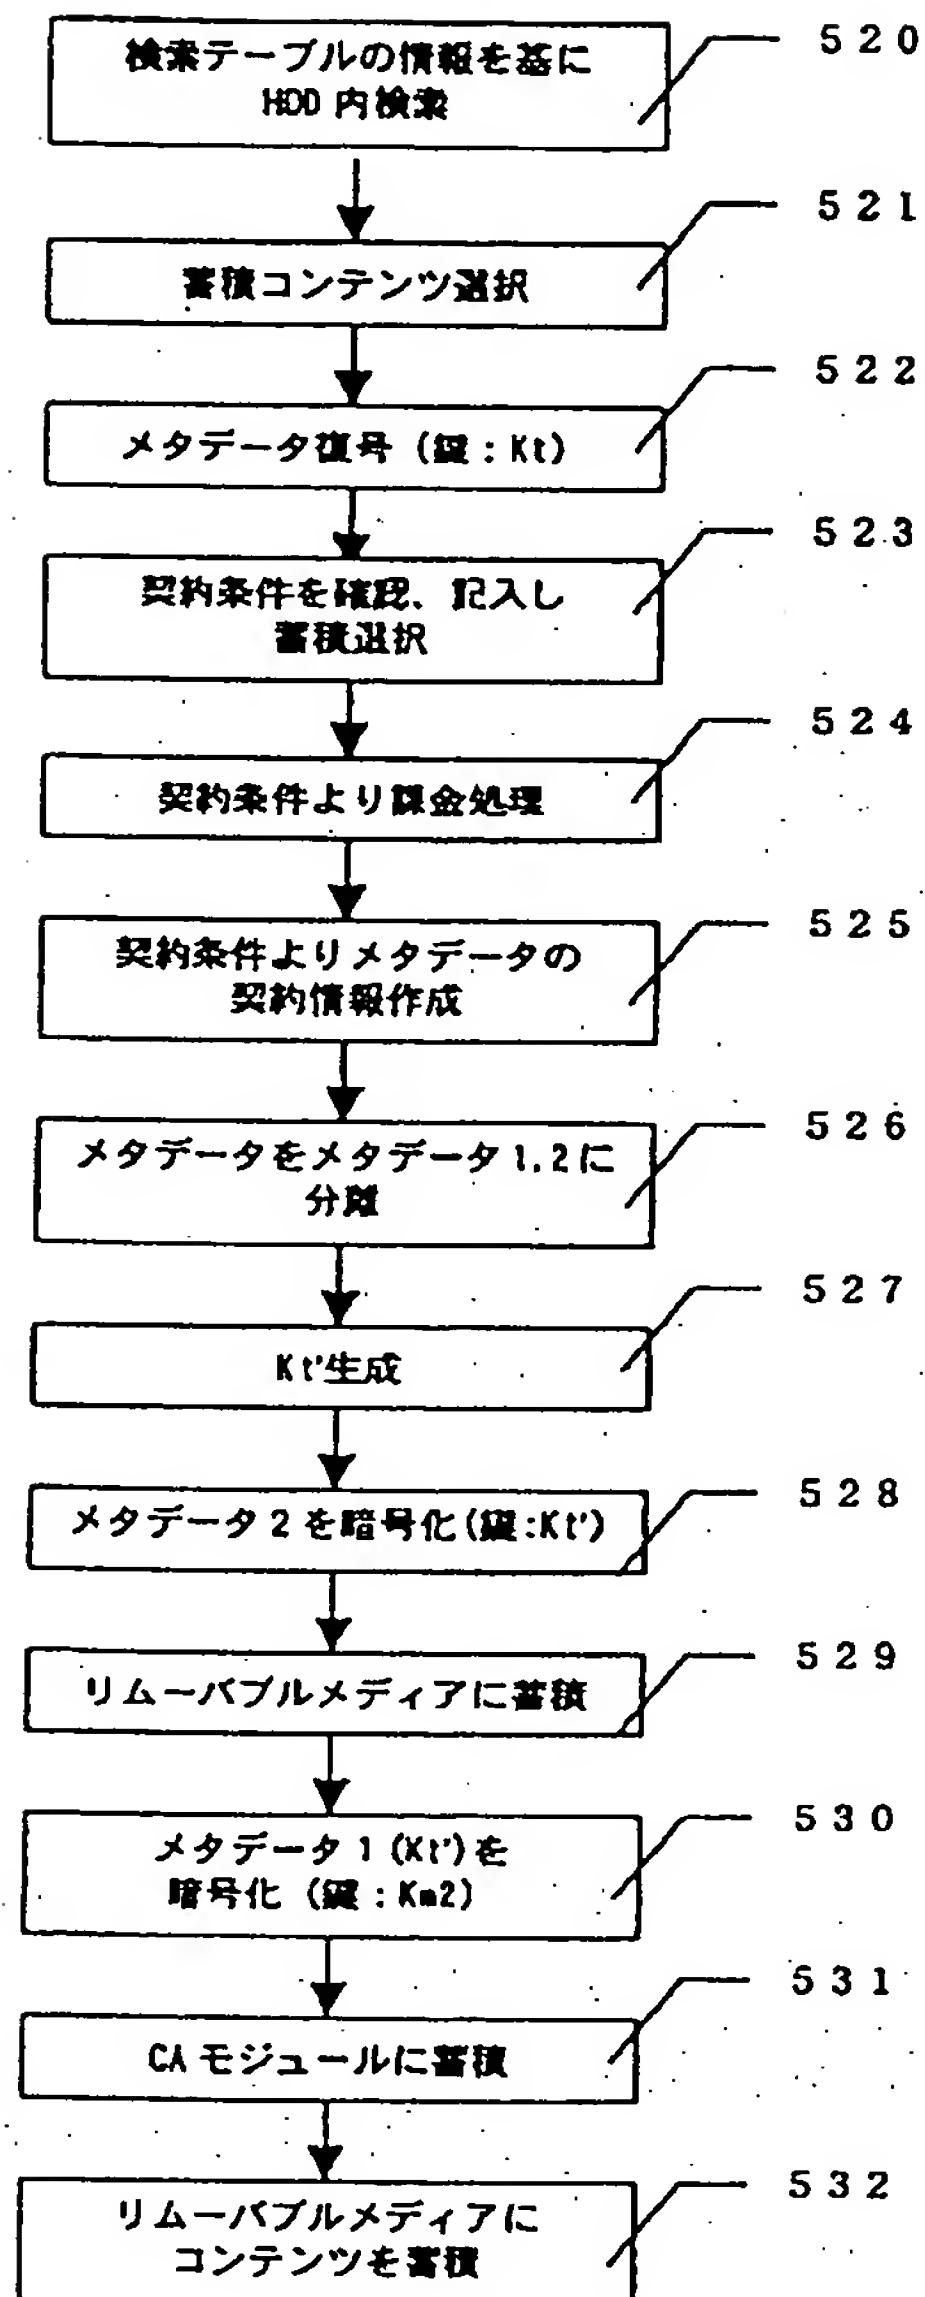 検索テーブルの情報を基に
HDD 内検索
520
蓄積コンテンツ選択
521
メタデータ復号 (鍵:Kt)
522
契約条件を確認、記入し
蓄積選択
523
契約条件より課金処理
524
契約条件よりメタデータの
契約情報作成
525
メタデータをメタデータ1,2に
分離
526
Kt'生成
527
メタデータ2を暗号化(鍵:Kt')
528
リムーバブルメディアに蓄積
529
メタデータ1(Kt')を
暗号化 (鍵:Km2)
530
CAモジュールに蓄積
531
リムーバブルメディアに
コンテンツを蓄積
532